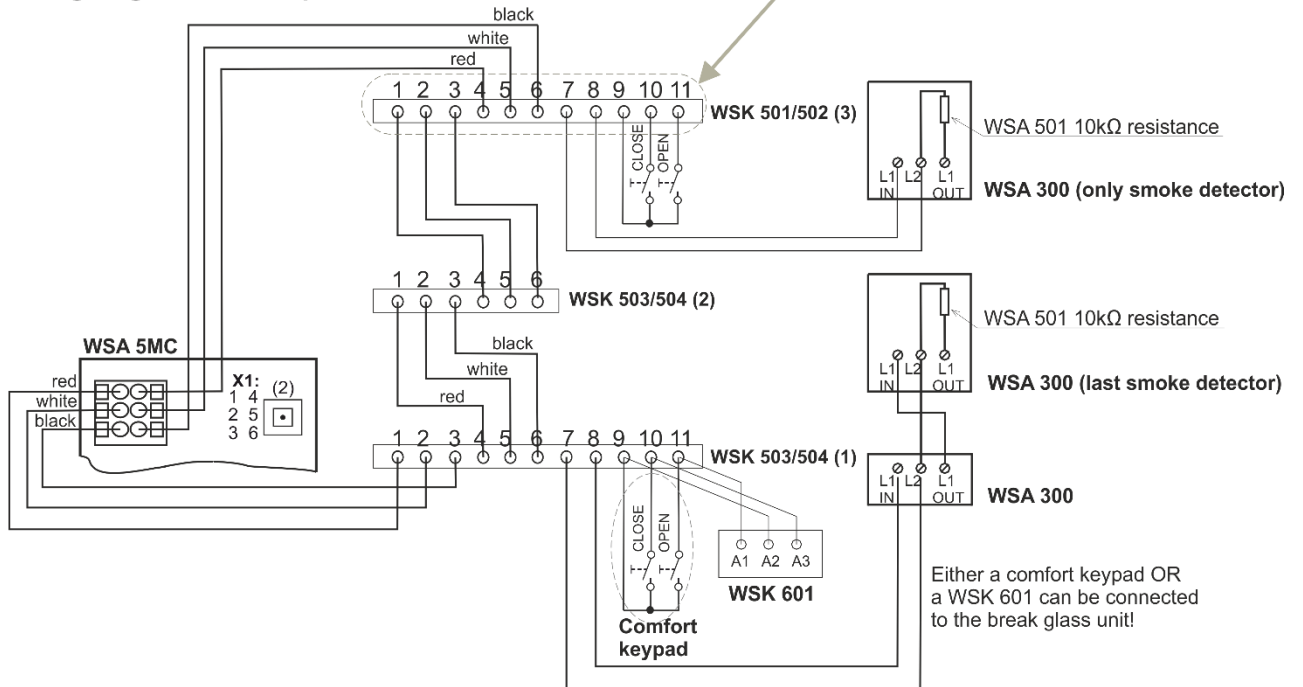 black
white
red
1 2 3 4 5 6 7 8 9 10 11
WSK 501/502 (3)
CLOSE
OPEN
WSA 501 10kΩ resistance
L1 L2 L1
IN OUT
WSA 300 (only smoke detector)
1 2 3 4 5 6
WSK 503/504 (2)
WSA 501 10kΩ resistance
L1 L2 L1
IN OUT
WSA 300 (last smoke detector)
WSA 5MC
red
white
black
X1:
1 4
2 5
3 6
(2)
black
white
red
1 2 3 4 5 6 7 8 9 10 11
WSK 503/504 (1)
L1 L2 L1
IN OUT
WSA 300
CLOSE
OPEN
A1 A2 A3
WSK 601
Comfort
keypad
Either a comfort keypad OR
a WSK 601 can be connected
to the break glass unit!